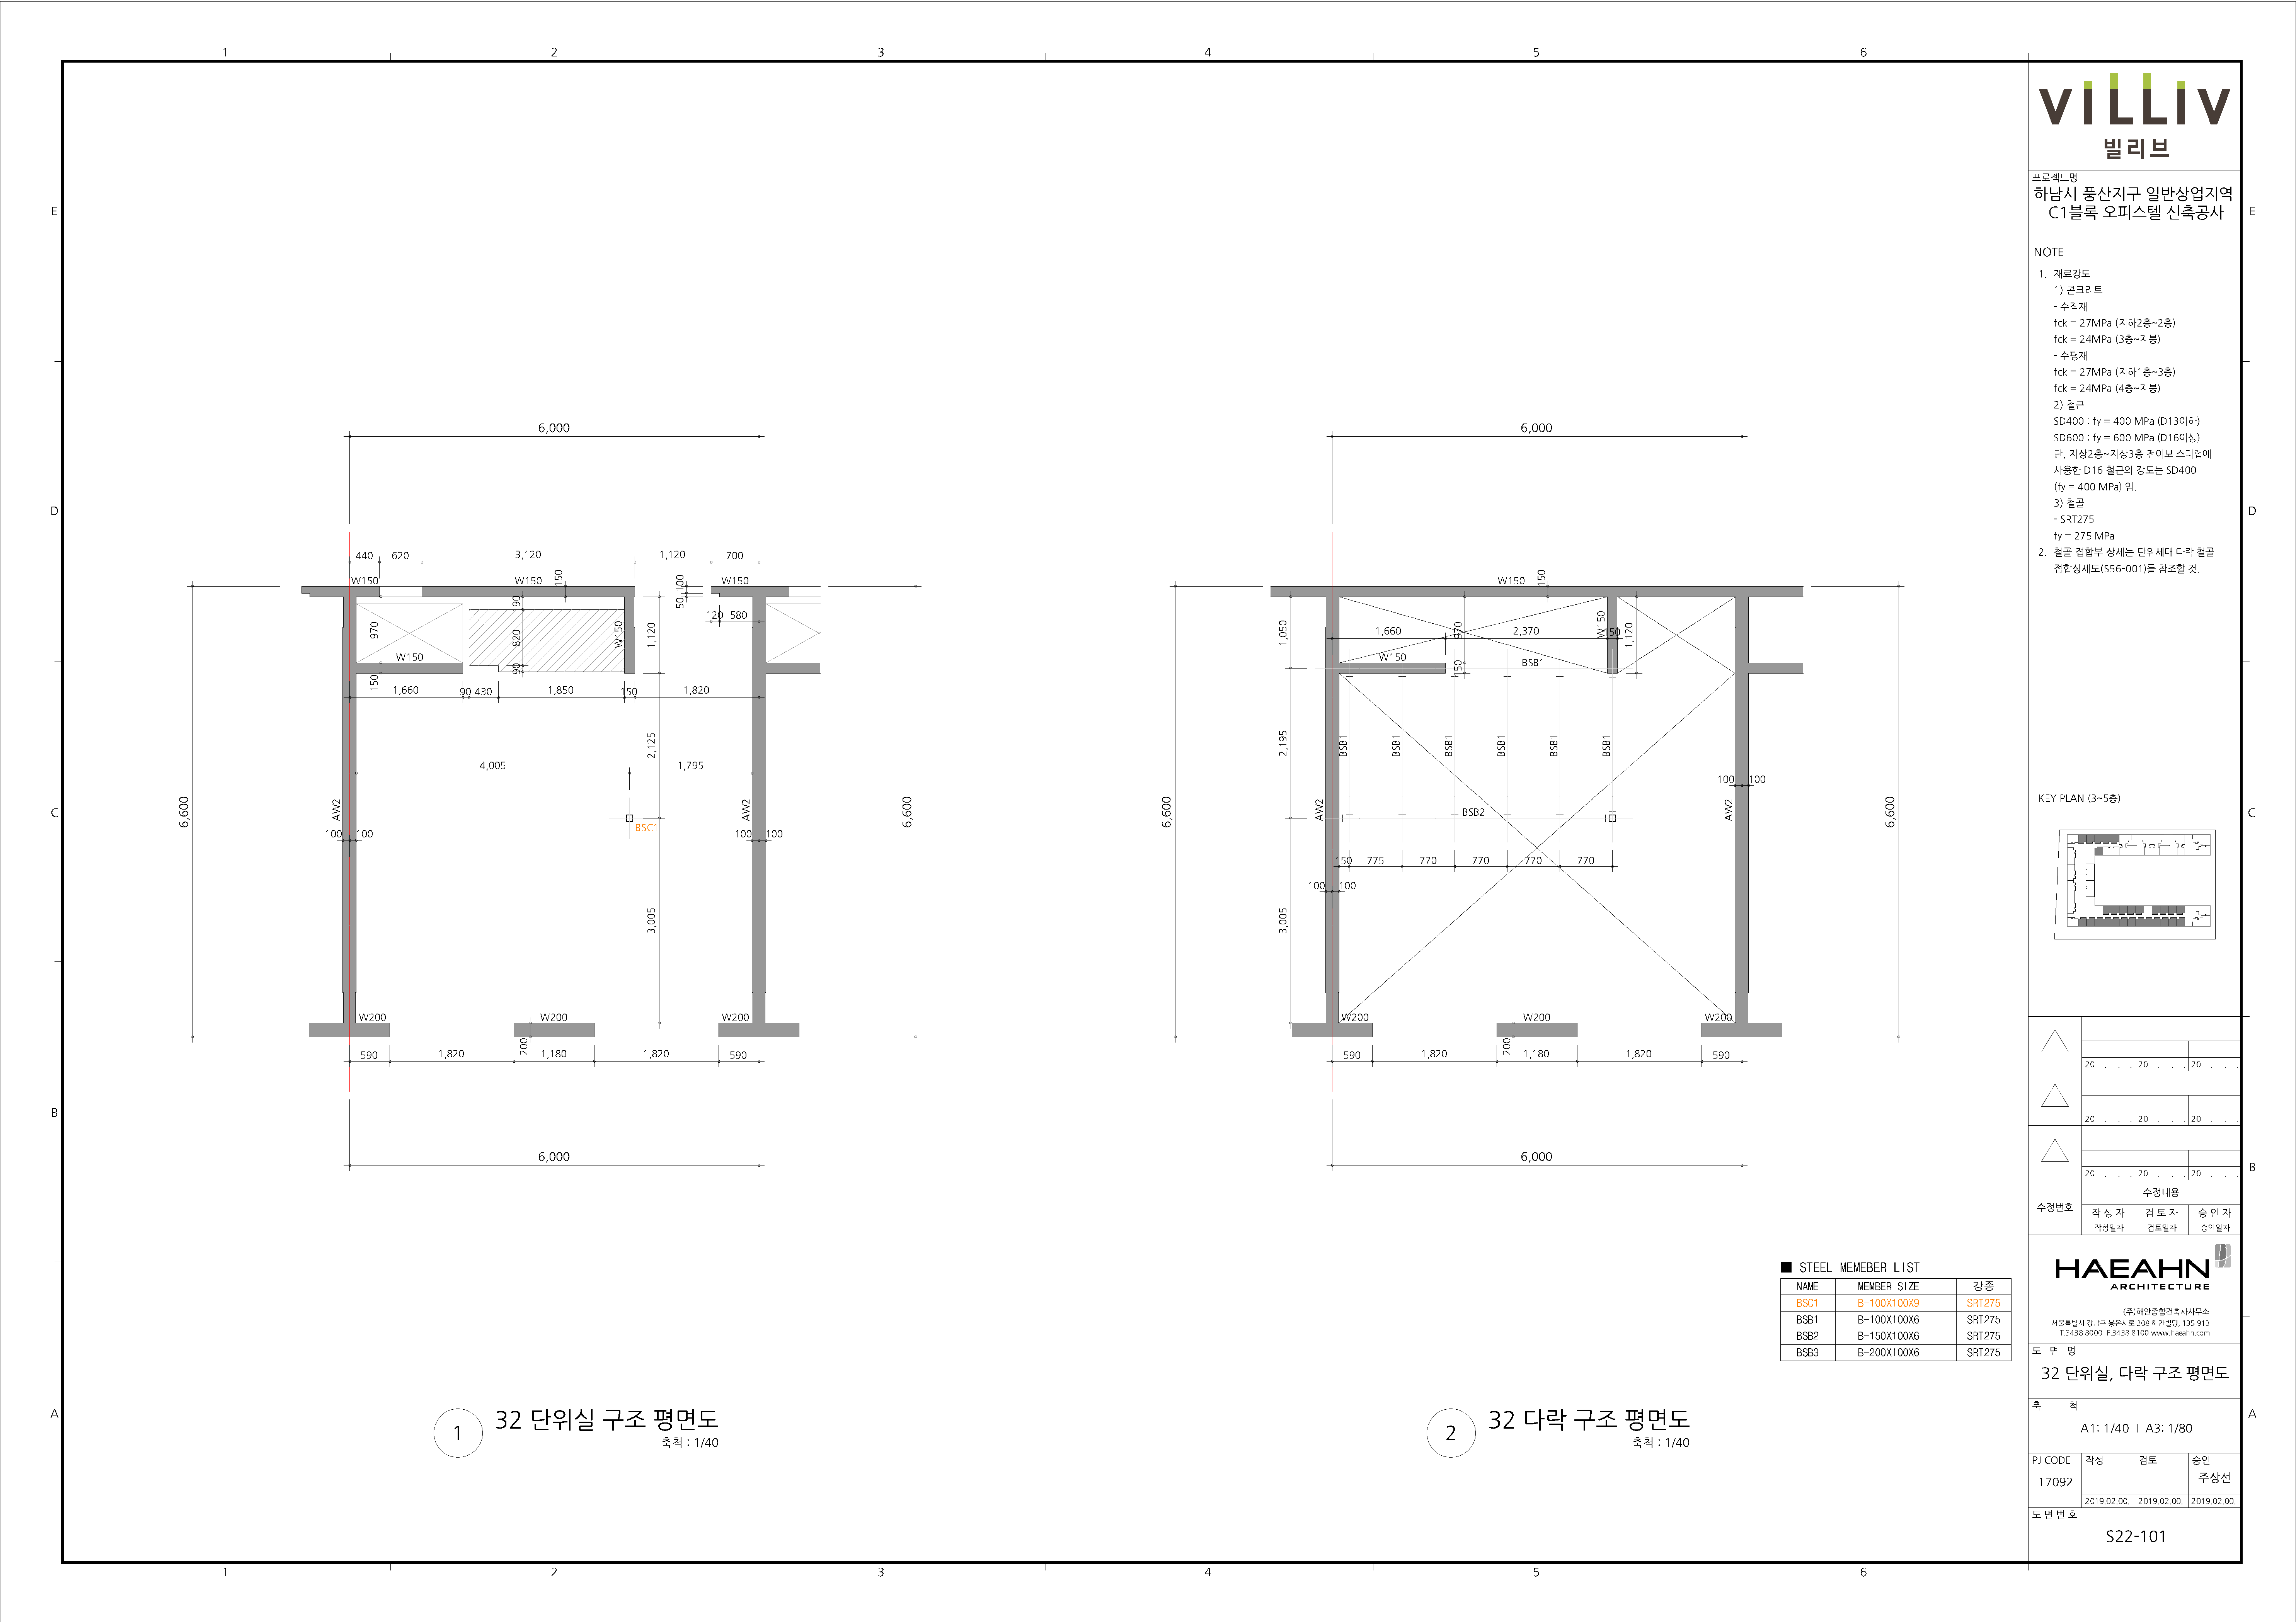 1 2 3 4 5 6
E
D
C
B
A
6,000
440 620 3,120 1,120 700
W150 W150 150 50 100 W150
120 580
970 90 820 90 W150 1,120
W150
150
1,660 90 430 1,850 150 1,820
2,125
4,005 1,795
6,600 AW2 AW2 6,600
BSC1
100 100 100 100
3,005
W200 W200 W200
590 1,820 200 1,180 1,820 590
6,000
1
32 단위실 구조 평면도
축척 : 1/40
6,000
W150 150
1,050 1,660 970 2,370 W150 150 1,120
W150 150 BSB1
2,195 BSB1 BSB1 BSB1 BSB1 BSB1 BSB1
100 100
6,600 AW2 BSB2 AW2 6,600
150 775 770 770 770 770
100 100
3,005
W200 W200 W200
590 1,820 200 1,180 1,820 590
6,000
2
32 다락 구조 평면도
축척 : 1/40
■ STEEL MEMEBER LIST
NAME MEMBER SIZE 강종
BSC1 B-100X100X9 SRT275
BSB1 B-100X100X6 SRT275
BSB2 B-150X100X6 SRT275
BSB3 B-200X100X6 SRT275
VILLIV
빌리브
프로젝트명
하남시 풍산지구 일반상업지역
C1블록 오피스텔 신축공사
NOTE
1. 재료강도
1) 콘크리트
- 수직재
fck = 27MPa (지하2층~2층)
fck = 24MPa (3층~지붕)
- 수평재
fck = 27MPa (지하1층~3층)
fck = 24MPa (4층~지붕)
2) 철근
SD400 : fy = 400 MPa (D13이하)
SD600 : fy = 600 MPa (D16이상)
단, 지상2층~지상3층 전이보 스터럽에
사용한 D16 철근의 강도는 SD400
(fy = 400 MPa) 임.
3) 철골
- SRT275
fy = 275 MPa
2. 철골 접합부 상세는 단위세대 다락 철골
접합상세도(S56-001)를 참조할 것.
KEY PLAN (3~5층)
20 . . . 20 . . . 20 . . .
20 . . . 20 . . . 20 . . .
20 . . . 20 . . . 20 . . .
수정번호 수정내용
작 성 자 검 토 자 승 인 자
작성일자 검토일자 승인일자
HAEAHN
ARCHITECTURE
(주)해안종합건축사사무소
서울특별시 강남구 봉은사로 208 해안빌딩, 135-913
T.3438 8000 F.3438 8100 www.haeahn.com
도 면 명
32 단위실, 다락 구조 평면도
축 척
A1: 1/40 I A3: 1/80
PJ CODE 작성 검토 승인
17092 주상선
2019.02.00. 2019.02.00. 2019.02.00.
도 면 번 호
S22-101
E
D
C
B
A
1 2 3 4 5 6